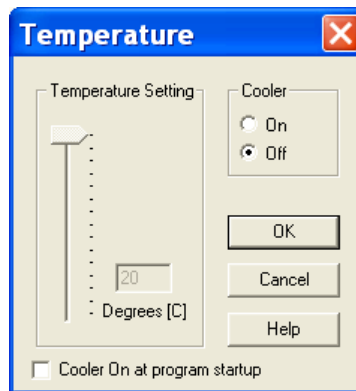 Temperature
Temperature Setting
20
Degrees [C]
Cooler
On
Off
OK
Cancel
Help
Cooler On at program startup